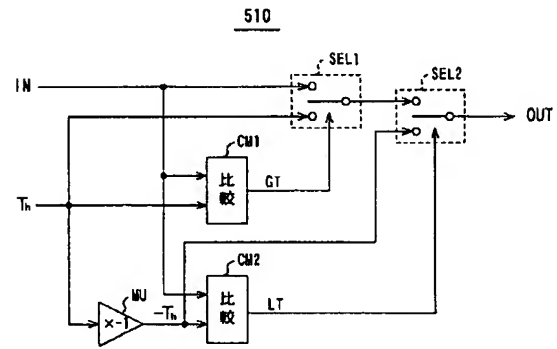 510
SEL1
SEL2
IN
OUT
CM1
比較
GT
Th
CM2
比較
LT
MU
×-1
-Th